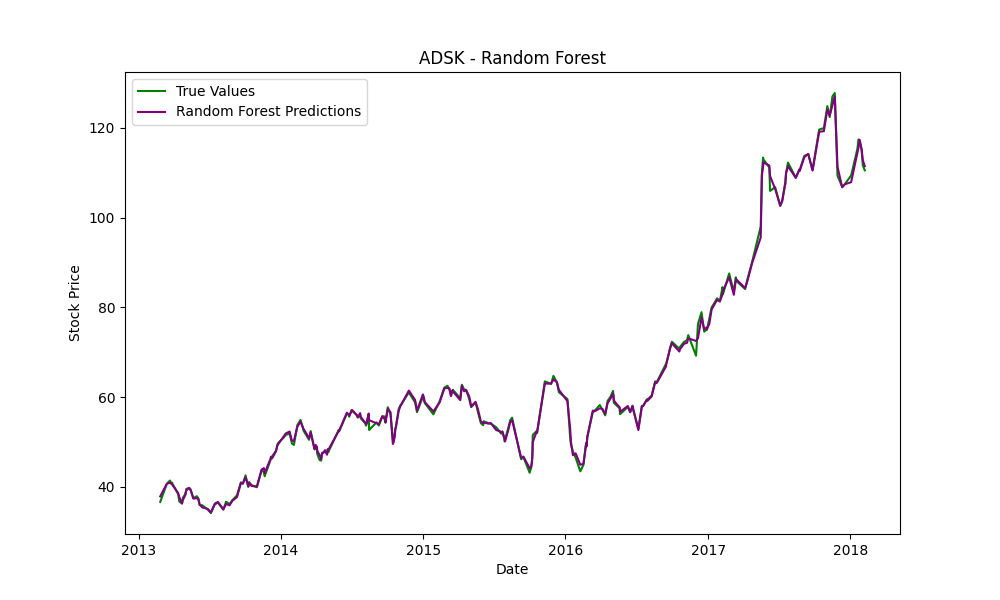 ADSK - Random Forest
True Values
Random Forest Predictions
120
100
80
60
40
Stock Price
2013 2014 2015 2016 2017 2018
Date